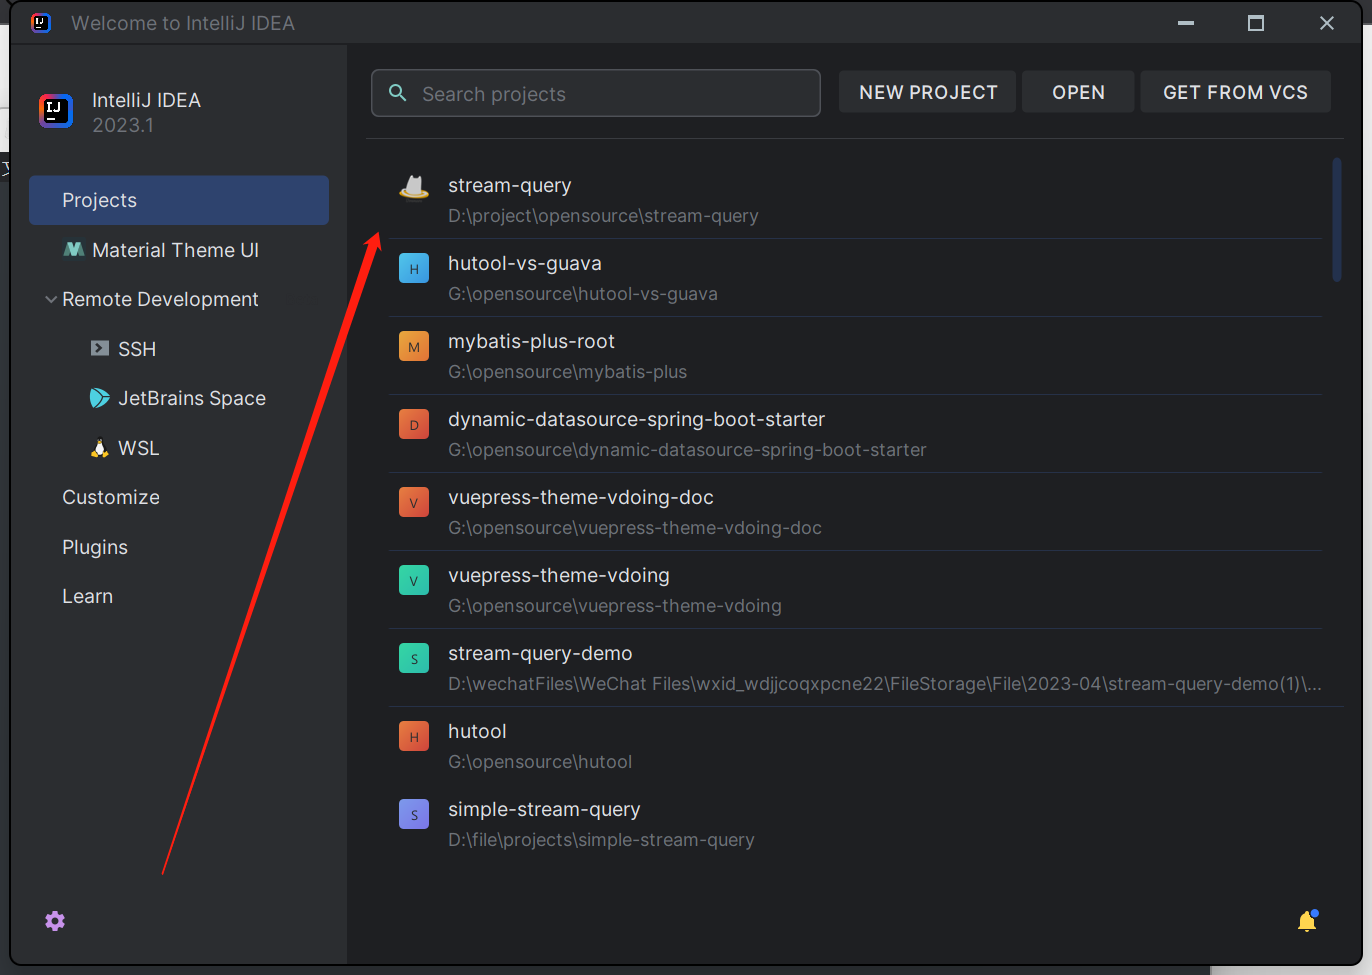 Welcome to IntelliJ IDEA
IntelliJ IDEA
2023.1
Projects
Material Theme UI
Remote Development
SSH
JetBrains Space
WSL
Customize
Plugins
Learn
Search projects
NEW PROJECT
OPEN
GET FROM VCS
stream-query
D:\project\opensource\stream-query
H
hutool-vs-guava
G:\opensource\hutool-vs-guava
M
mybatis-plus-root
G:\opensource\mybatis-plus
D
dynamic-datasource-spring-boot-starter
G:\opensource\dynamic-datasource-spring-boot-starter
V
vuepress-theme-vdoing-doc
G:\opensource\vuepress-theme-vdoing-doc
V
vuepress-theme-vdoing
G:\opensource\vuepress-theme-vdoing
S
stream-query-demo
D:\wechatFiles\WeChat Files\wxid_wdjjcoqxpcne22\FileStorage\File\2023-04\stream-query-demo(1)\...
H
hutool
G:\opensource\hutool
S
simple-stream-query
D:\file\projects\simple-stream-query